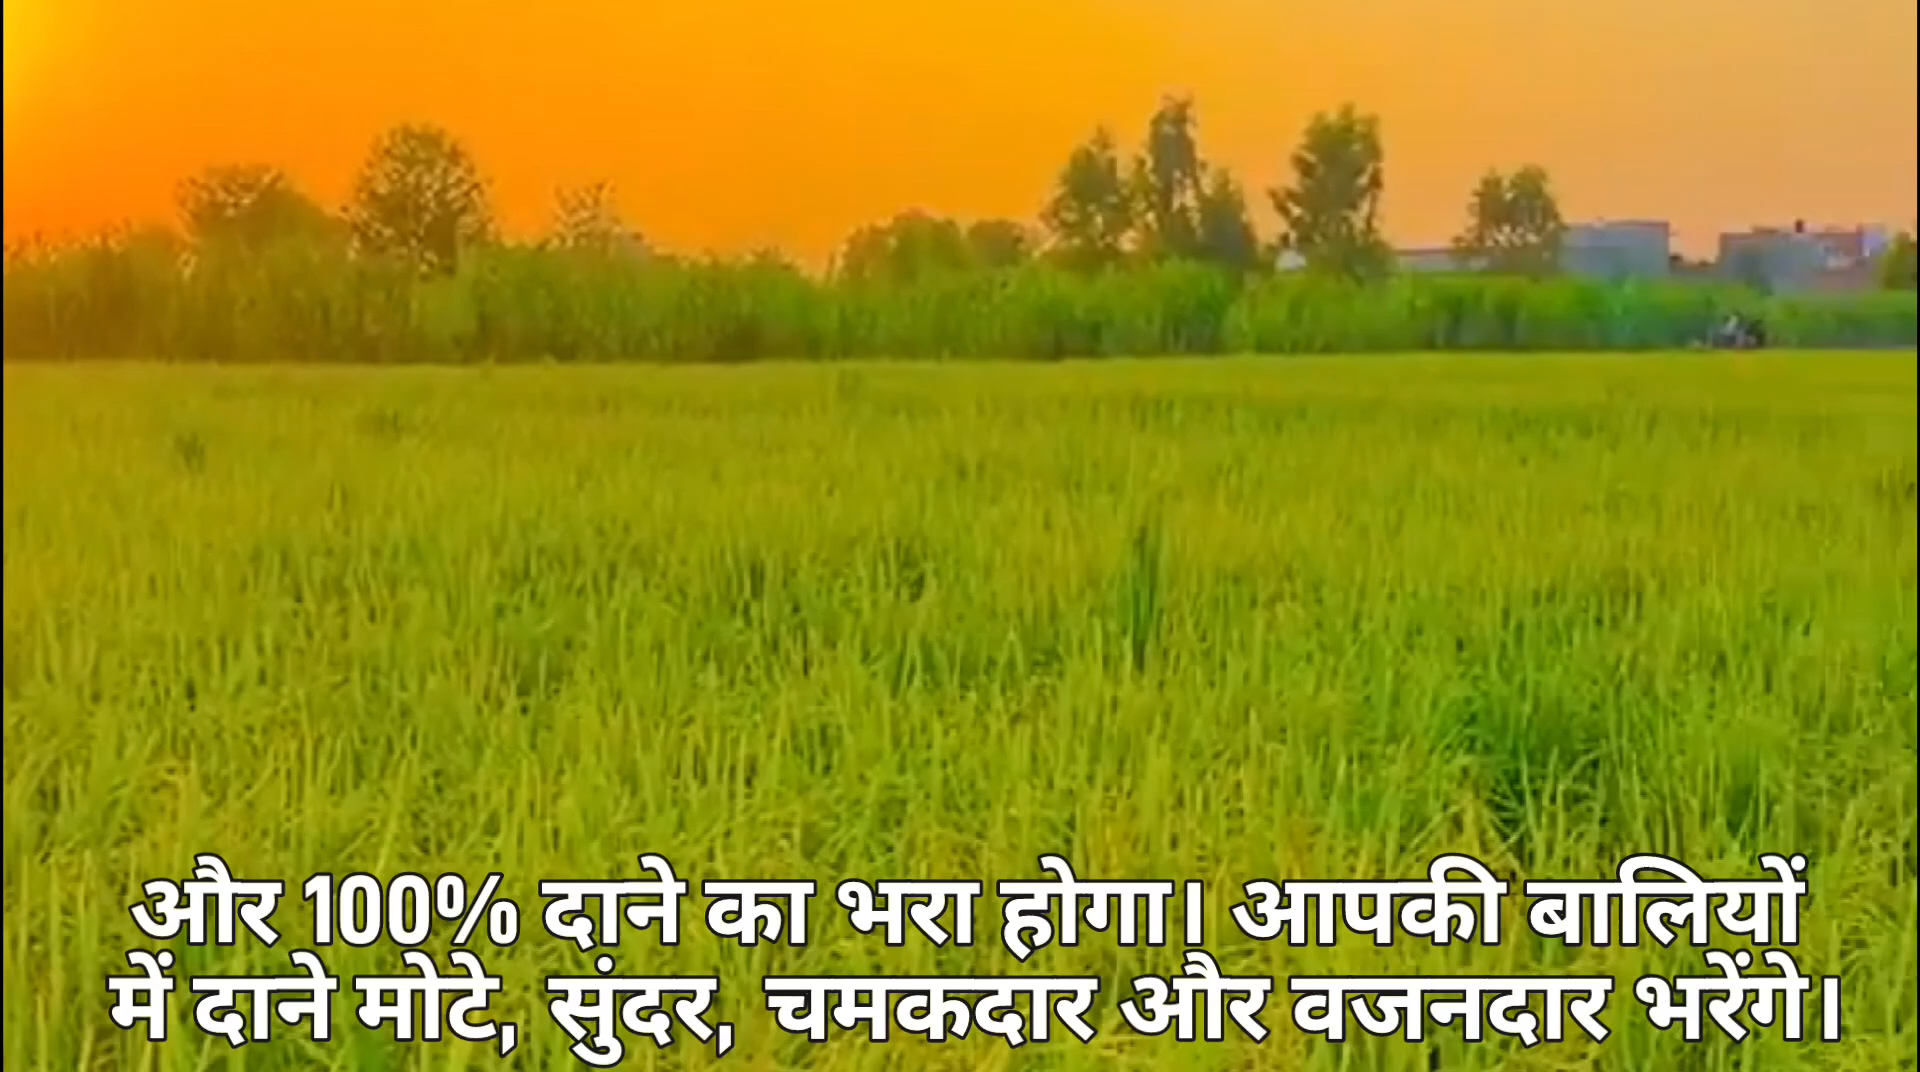 और 100% दाने का भरा होगा। आपकी बालियों
में दाने मोटे, सुंदर, चमकदार और वजनदार भरेंगे।